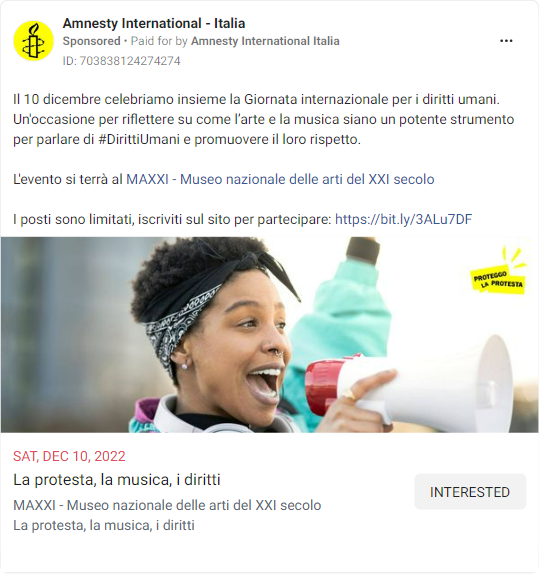 Amnesty International - Italia
Sponsored • Paid for by Amnesty International Italia
ID: 703838124274274
Il 10 dicembre celebriamo insieme la Giornata internazionale per i diritti umani.
Un'occasione per riflettere su come l’arte e la musica siano un potente strumento
per parlare di #DirittiUmani e promuovere il loro rispetto.
L'evento si terrà al MAXXI - Museo nazionale delle arti del XXI secolo
I posti sono limitati, iscriviti sul sito per partecipare: https://bit.ly/3ALu7DF
PROTEGGO
LA PROTESTA
SAT, DEC 10, 2022
La protesta, la musica, i diritti
MAXXI - Museo nazionale delle arti del XXI secolo
La protesta, la musica, i diritti
INTERESTED